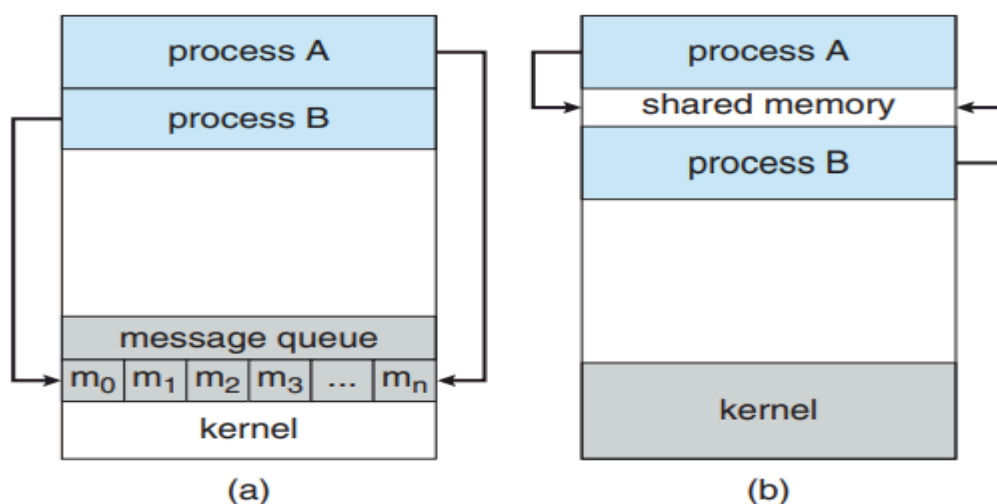 process A
process B
message queue
m0 m1 m2 m3 ... mn
kernel
(a)
process A
shared memory
process B
kernel
(b)